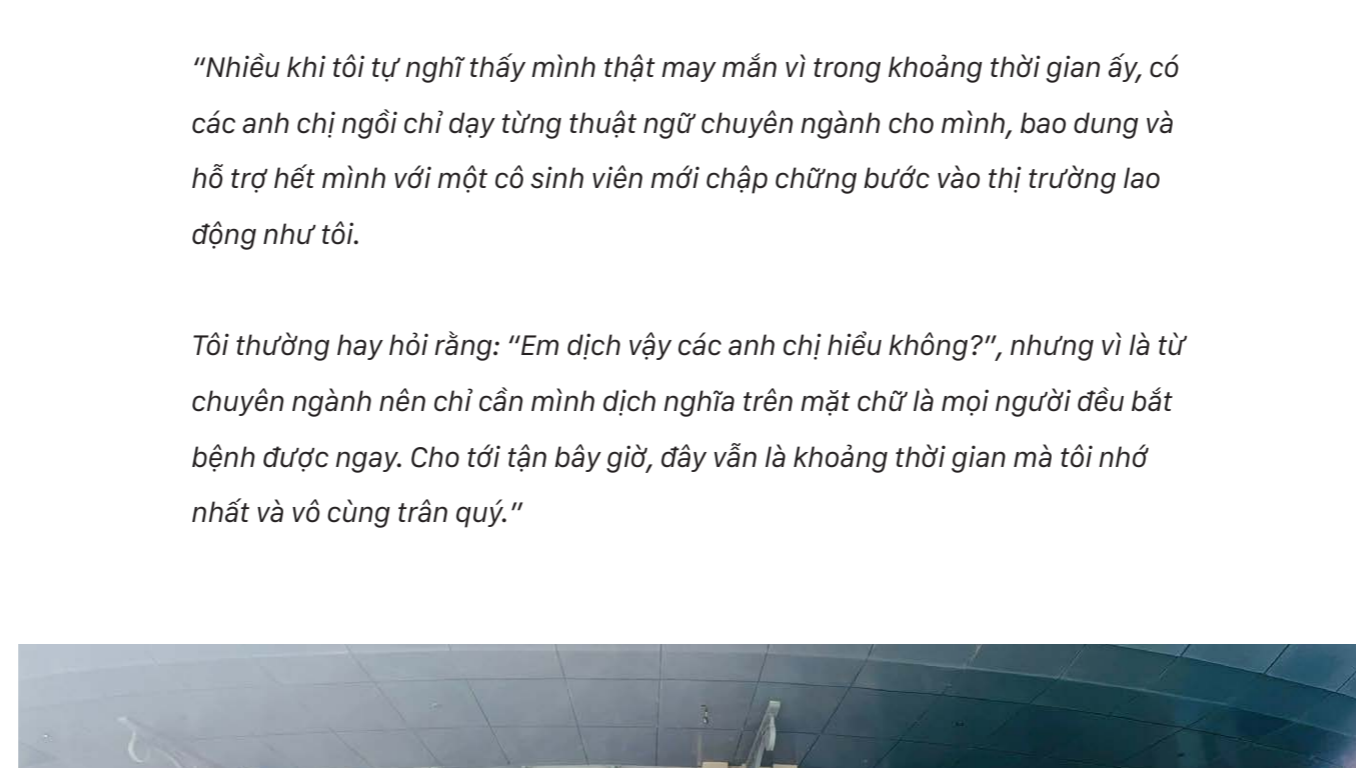 “Nhiều khi tôi tự nghĩ thấy mình thật may mắn vì trong khoảng thời gian ấy, có
các anh chị ngồi chỉ dạy từng thuật ngữ chuyên ngành cho mình, bao dung và
hỗ trợ hết mình với một cô sinh viên mới chập chững bước vào thị trường lao
động như tôi.
Tôi thường hay hỏi rằng: “Em dịch vậy các anh chị hiểu không?”, nhưng vì là từ
chuyên ngành nên chỉ cần mình dịch nghĩa trên mặt chữ là mọi người đều bắt
bệnh được ngay. Cho tới tận bây giờ, đây vẫn là khoảng thời gian mà tôi nhớ
nhất và vô cùng trân quý.”